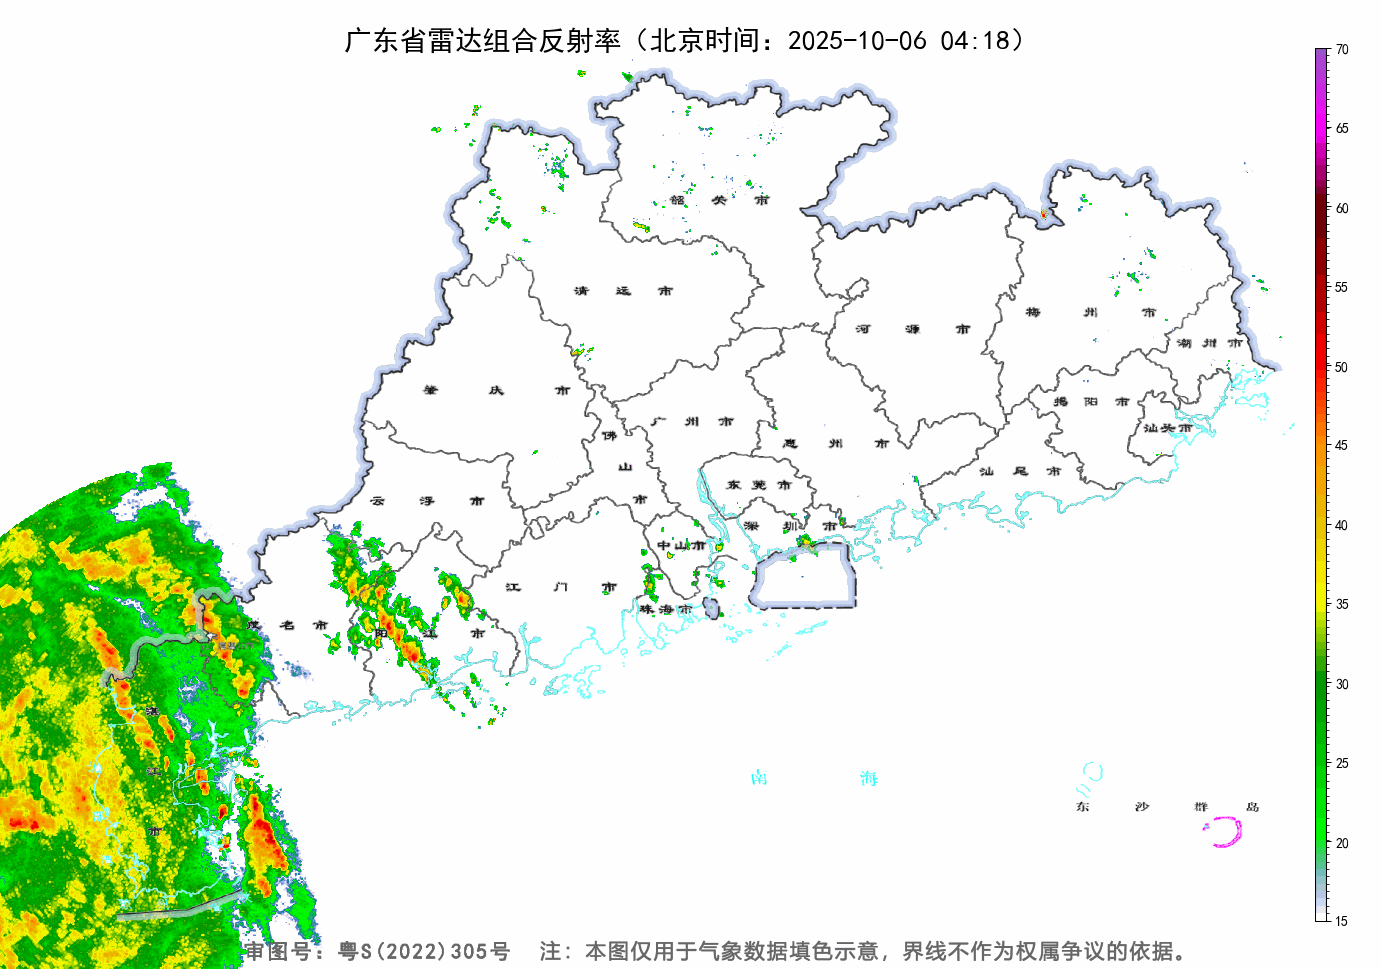 广东省雷达组合反射率（北京时间：2025-10-06 04:18）
70
65
60
55
50
45
40
35
30
25
20
15
韶关市
清远市
河源市
梅州市
潮州市
肇庆市
广州市
揭阳市
汕头市
佛山市
惠州市
汕尾市
云浮市
东莞市
深圳市
中山市
江门市
珠海市
茂名市
阳江市
湛江市
南海
东沙群岛
审图号：粤S(2022)305号 注：本图仅用于气象数据填色示意，界线不作为权属争议的依据。